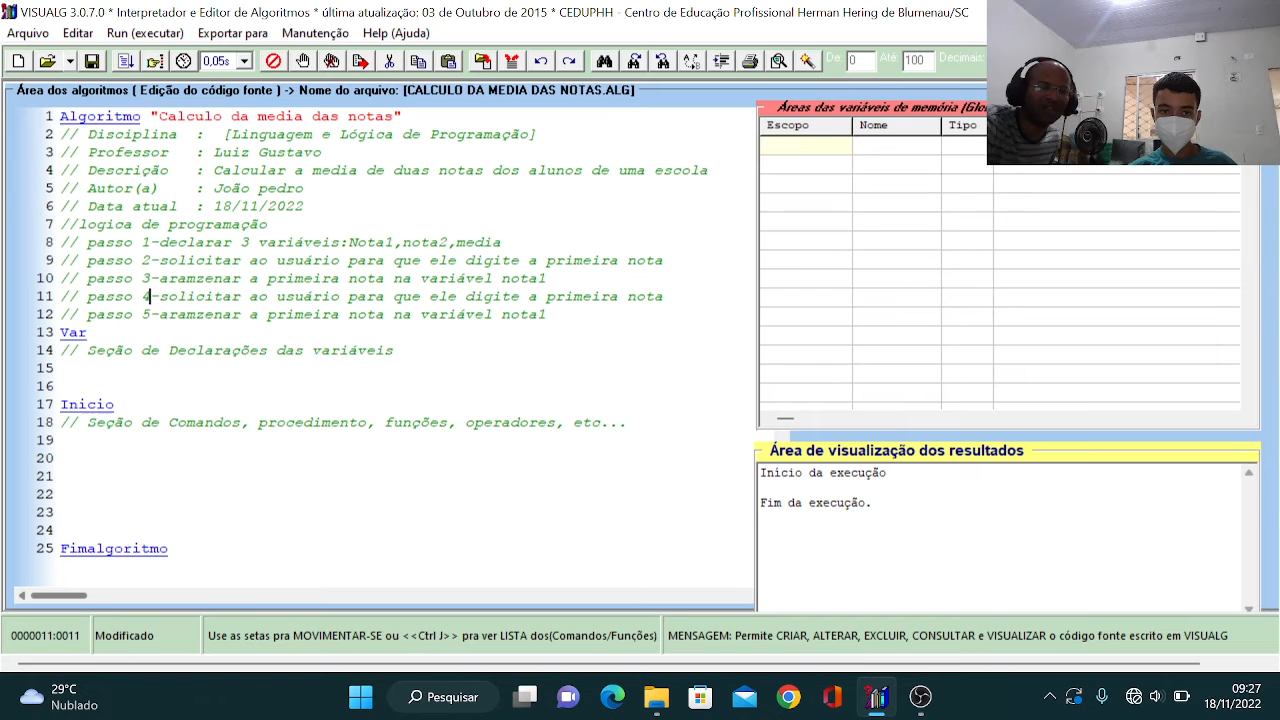 VISUALG 3.0.7.0 * Interpretador e Editor de Algoritmos * última atualização: 03 de Outubro de 2015 * CEDUPHH - Centro de Educação Profissional Herman Hering de Blumenau/SC
Arquivo Editar Run (executar) Exportar para Manutenção Help (Ajuda)
0,05s De: 0 Até: 100 Decimais:
Área dos algoritmos ( Edição do código fonte ) -> Nome do arquivo: [CALCULO DA MEDIA DAS NOTAS.ALG]
1 Algoritmo "Calculo da media das notas"
2 // Disciplina : [Linguagem e Lógica de Programação]
3 // Professor : Luiz Gustavo
4 // Descrição : Calcular a media de duas notas dos alunos de uma escola
5 // Autor(a) : João pedro
6 // Data atual : 18/11/2022
7 //logica de programação
8 // passo 1-declarar 3 variáveis:Nota1,nota2,media
9 // passo 2-solicitar ao usuário para que ele digite a primeira nota
10 // passo 3-aramzenar a primeira nota na variável nota1
11 // passo 4-solicitar ao usuário para que ele digite a primeira nota
12 // passo 5-aramzenar a primeira nota na variável nota1
13 Var
14 // Seção de Declarações das variáveis
15
16
17 Inicio
18 // Seção de Comandos, procedimento, funções, operadores, etc...
19
20
21
22
23
24
25 Fimalgoritmo
Áreas das variáveis de memória (Glo
Escopo Nome Tipo
Área de visualização dos resultados
Início da execução
Fim da execução.
0000011:0011 Modificado Use as setas pra MOVIMENTAR-SE ou <<Ctrl J>> pra ver LISTA dos(Comandos/Funções) MENSAGEM: Permite CRIAR, ALTERAR, EXCLUIR, CONSULTAR e VISUALIZAR o código fonte escrito em VISUALG
29°C
Nublado
Pesquisar
09:27
18/11/2022